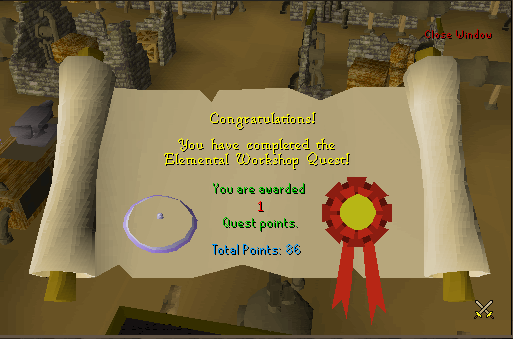 Close Window
Congratulations!
You have completed the
Elemental Workshop Quest!
You are awarded
1
Quest points.
Total Points: 86